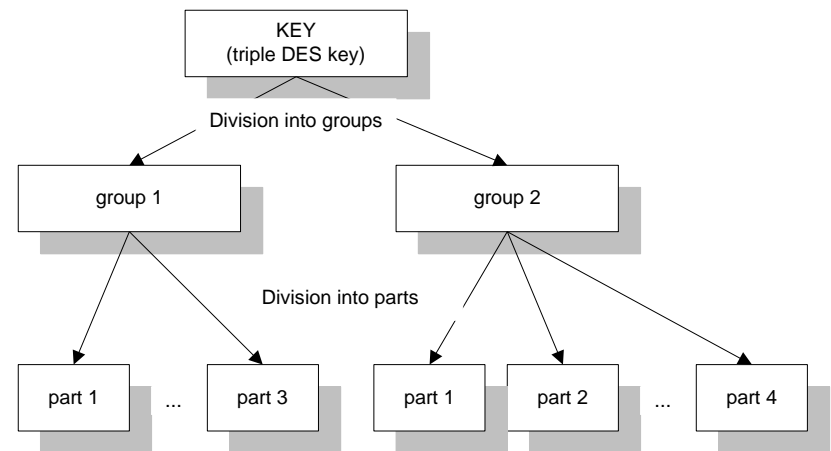 KEY
(triple DES key)
Division into groups
group 1
group 2
Division into parts
part 1
...
part 3
part 1
part 2
...
part 4